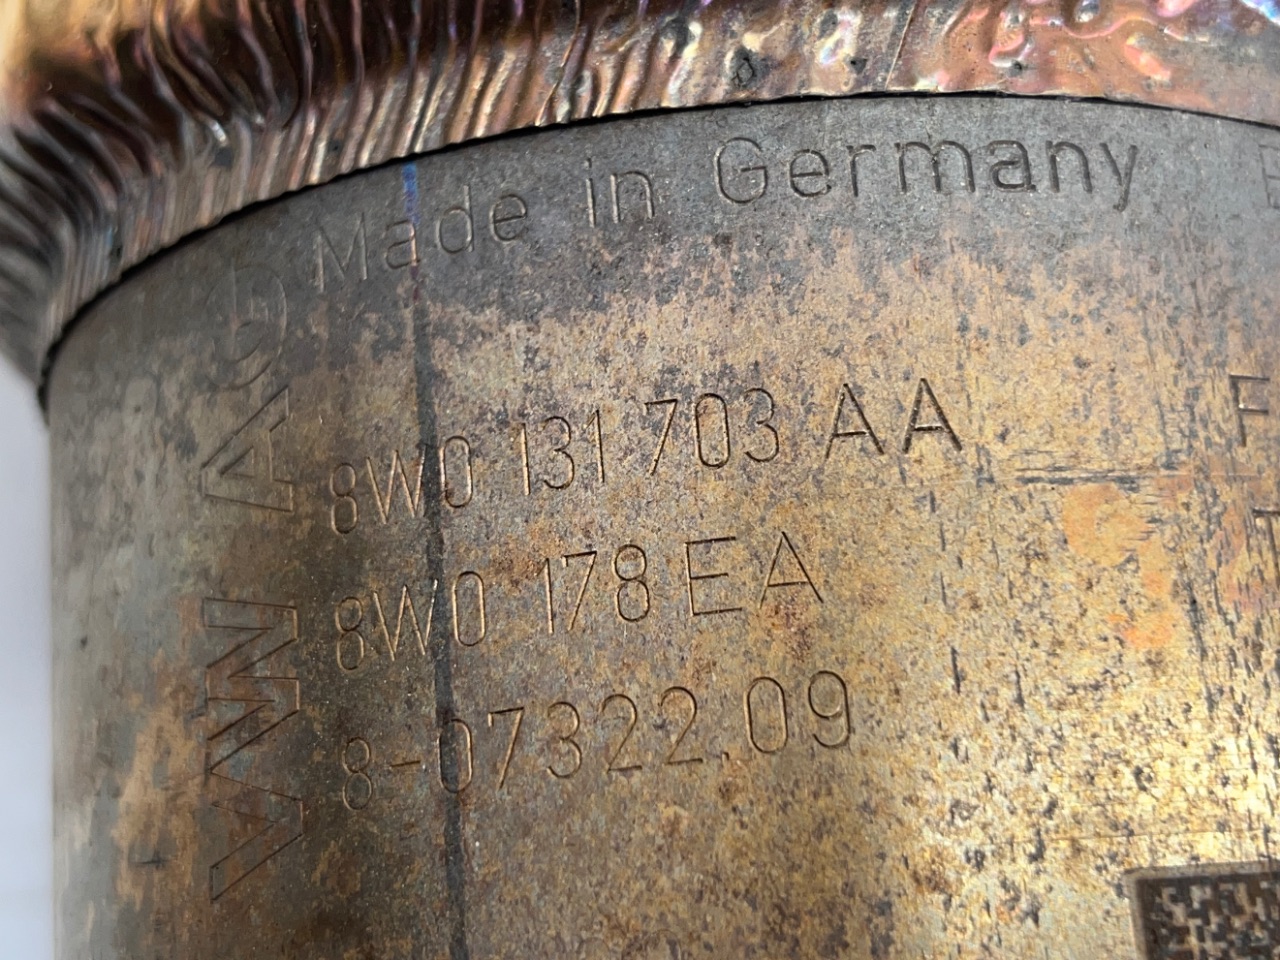 Made in Germany
VW AG
8W0 131 703 AA
8W0 178 EA
8-07322.09
F
T